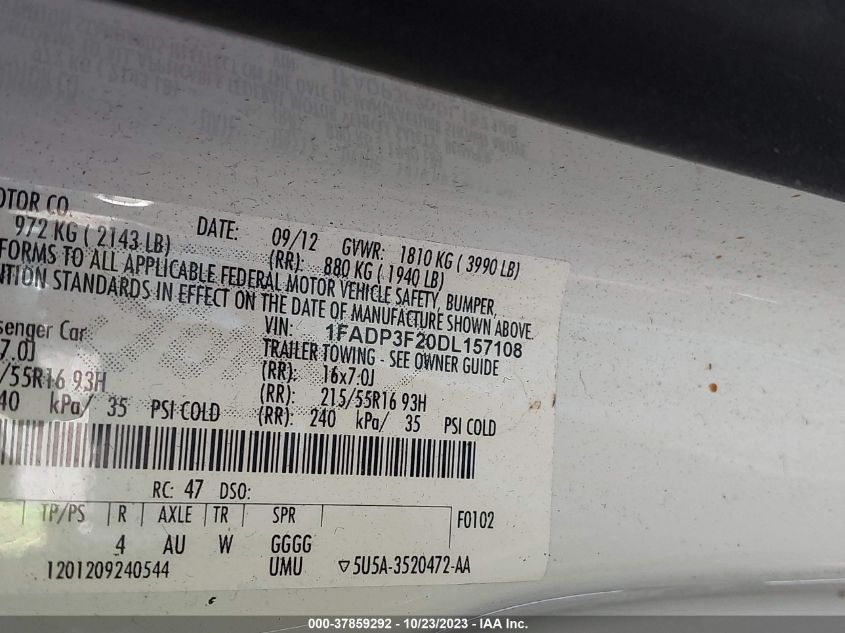 OTOR CO.
DATE: 09/12 GVWR: 1810 KG ( 3990 LB)
972 KG ( 2143 LB) (RR): 880 KG ( 1940 LB)
FORMS TO ALL APPLICABLE FEDERAL MOTOR VEHICLE SAFETY, BUMPER,
NTION STANDARDS IN EFFECT ON THE DATE OF MANUFACTURE SHOWN ABOVE.
VIN: 1FADP3F20DL157108
senger Car TRAILER TOWING - SEE OWNER GUIDE
7.0J (RR): 16x7.0J
/55R16 93H (RR): 215/55R16 93H
40 kPa/ 35 PSI COLD (RR): 240 kPa/ 35 PSI COLD
RC: 47 DSO:
TP/PS R AXLE TR SPR F0102
4 AU W GGGG
1201209240544 UMU ▽5U5A-3520472-AA
000-37859292 - 10/23/2023 - IAA Inc.